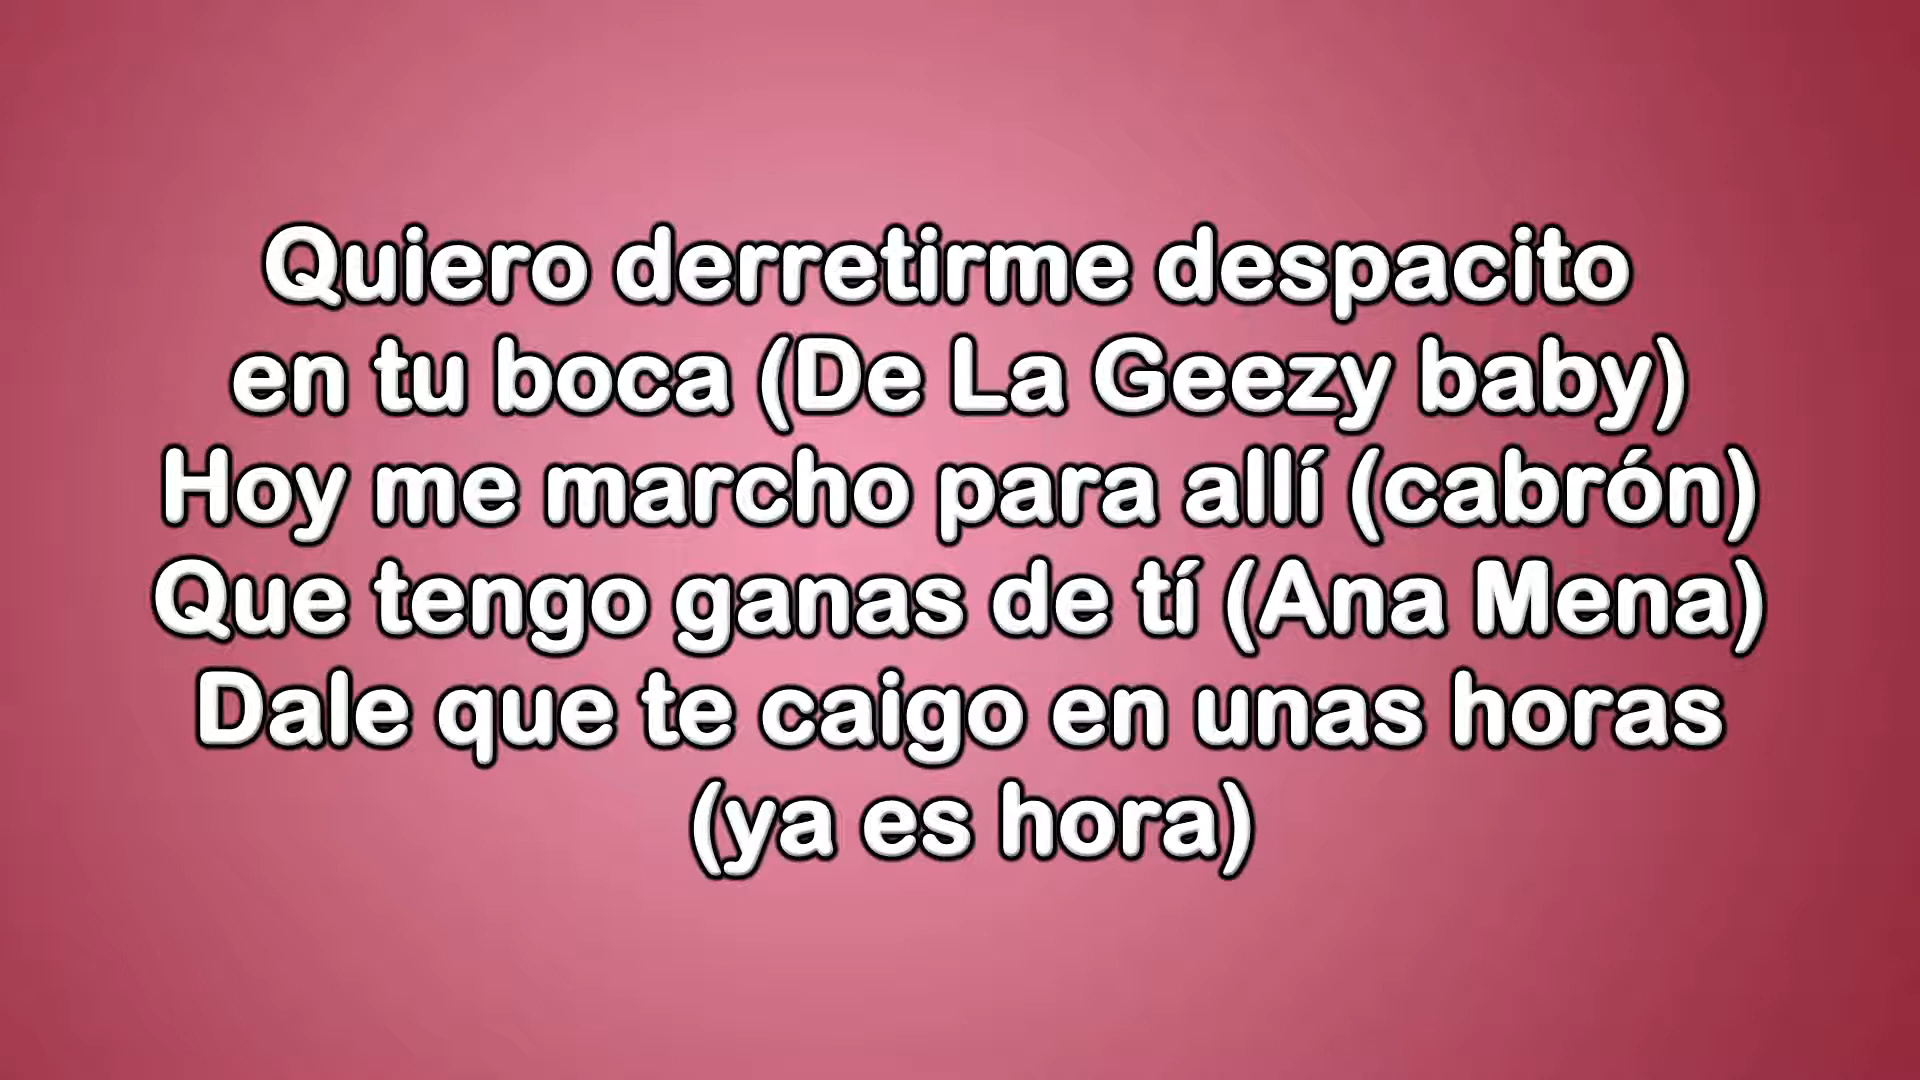 Quiero derretirme despacito
en tu boca (De La Geezy baby)
Hoy me marcho para allí (cabrón)
Que tengo ganas de tí (Ana Mena)
Dale que te caigo en unas horas
(ya es hora)